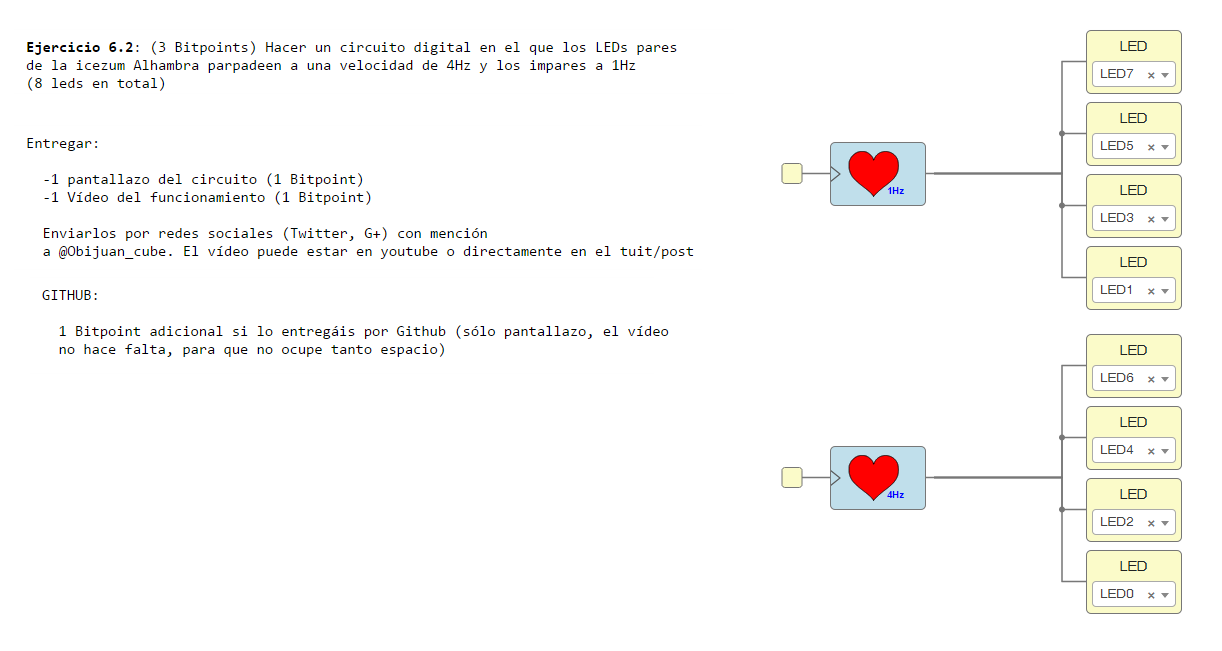 Ejercicio 6.2: (3 Bitpoints) Hacer un circuito digital en el que los LEDs pares
de la icezum Alhambra parpadeen a una velocidad de 4Hz y los impares a 1Hz
(8 leds en total)
Entregar:
-1 pantallazo del circuito (1 Bitpoint)
-1 Vídeo del funcionamiento (1 Bitpoint)
Enviarlos por redes sociales (Twitter, G+) con mención
a @Obijuan_cube. El vídeo puede estar en youtube o directamente en el tuit/post
GITHUB:
1 Bitpoint adicional si lo entregáis por Github (sólo pantallazo, el vídeo
no hace falta, para que no ocupe tanto espacio)
1Hz
LED
LED7
LED
LED5
LED
LED3
LED
LED1
4Hz
LED
LED6
LED
LED4
LED
LED2
LED
LED0